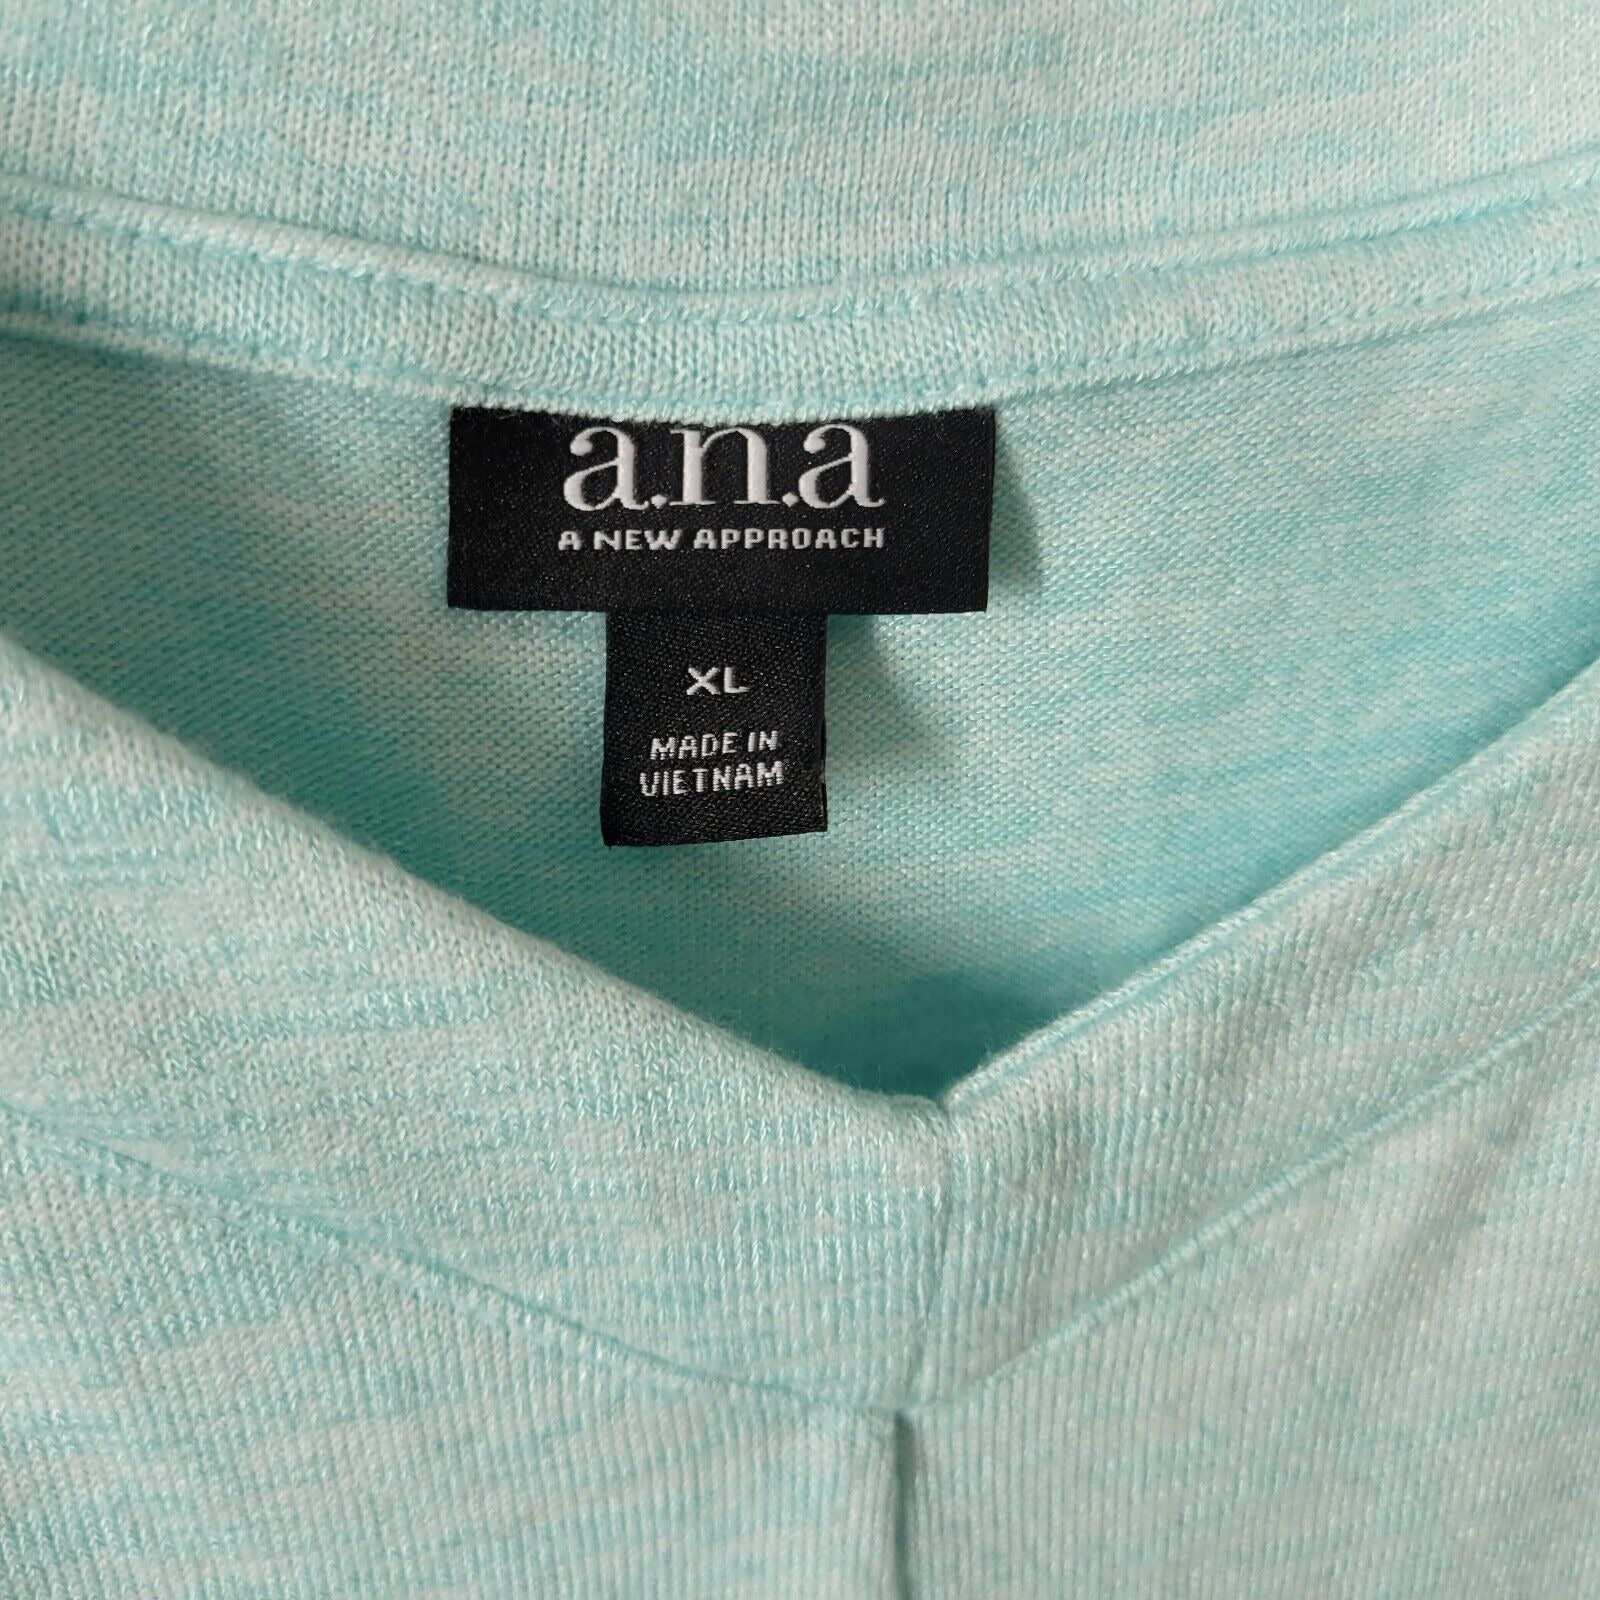 a.n.a
A NEW APPROACH
XL
MADE IN
VIETNAM